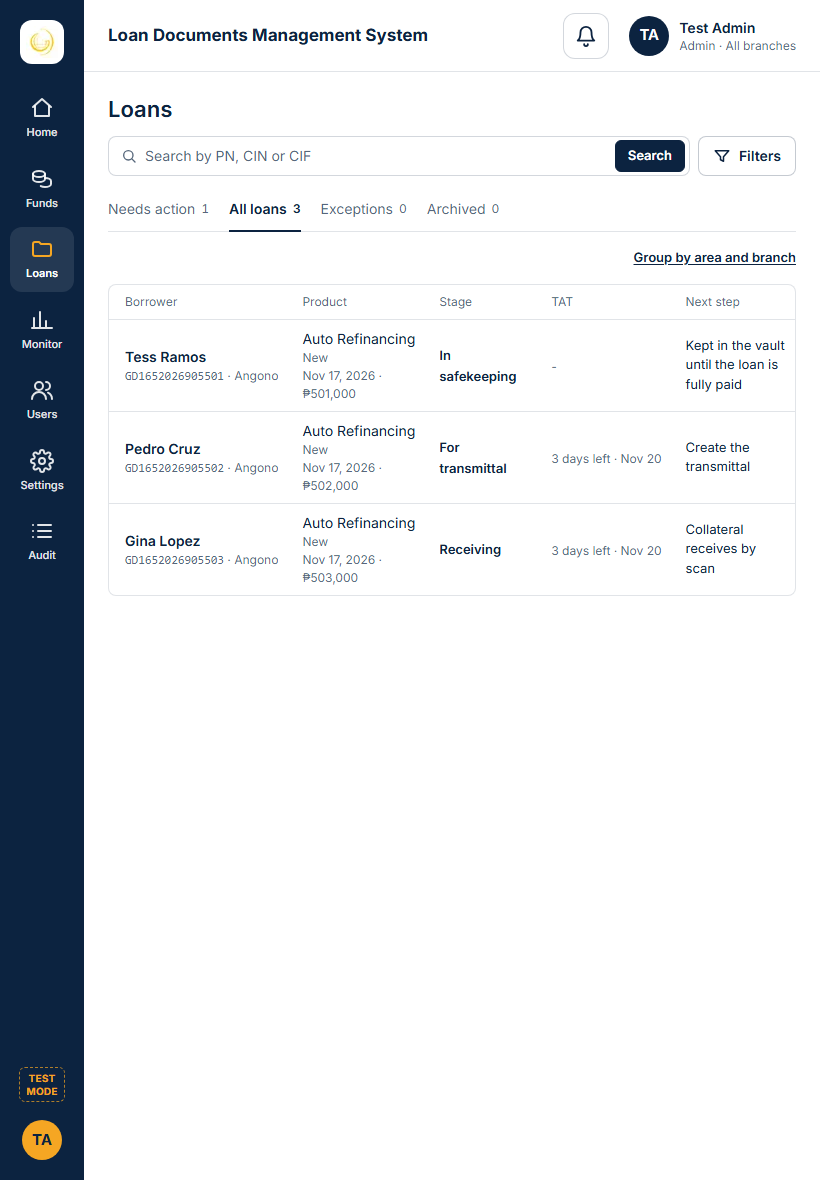 Loan Documents Management System
TA
Test Admin
Admin · All branches
Home
Funds
Loans
Monitor
Users
Settings
Audit
TEST
MODE
TA
Loans
Search by PN, CIN or CIF
Search
Filters
Needs action 1
All loans 3
Exceptions 0
Archived 0
Group by area and branch
Borrower
Product
Stage
TAT
Next step
Tess Ramos
GD1652026905501 · Angono
Auto Refinancing
New
Nov 17, 2026 ·
₱501,000
In
safekeeping
-
Kept in the vault
until the loan is
fully paid
Pedro Cruz
GD1652026905502 · Angono
Auto Refinancing
New
Nov 17, 2026 ·
₱502,000
For
transmittal
3 days left · Nov 20
Create the
transmittal
Gina Lopez
GD1652026905503 · Angono
Auto Refinancing
New
Nov 17, 2026 ·
₱503,000
Receiving
3 days left · Nov 20
Collateral
receives by
scan